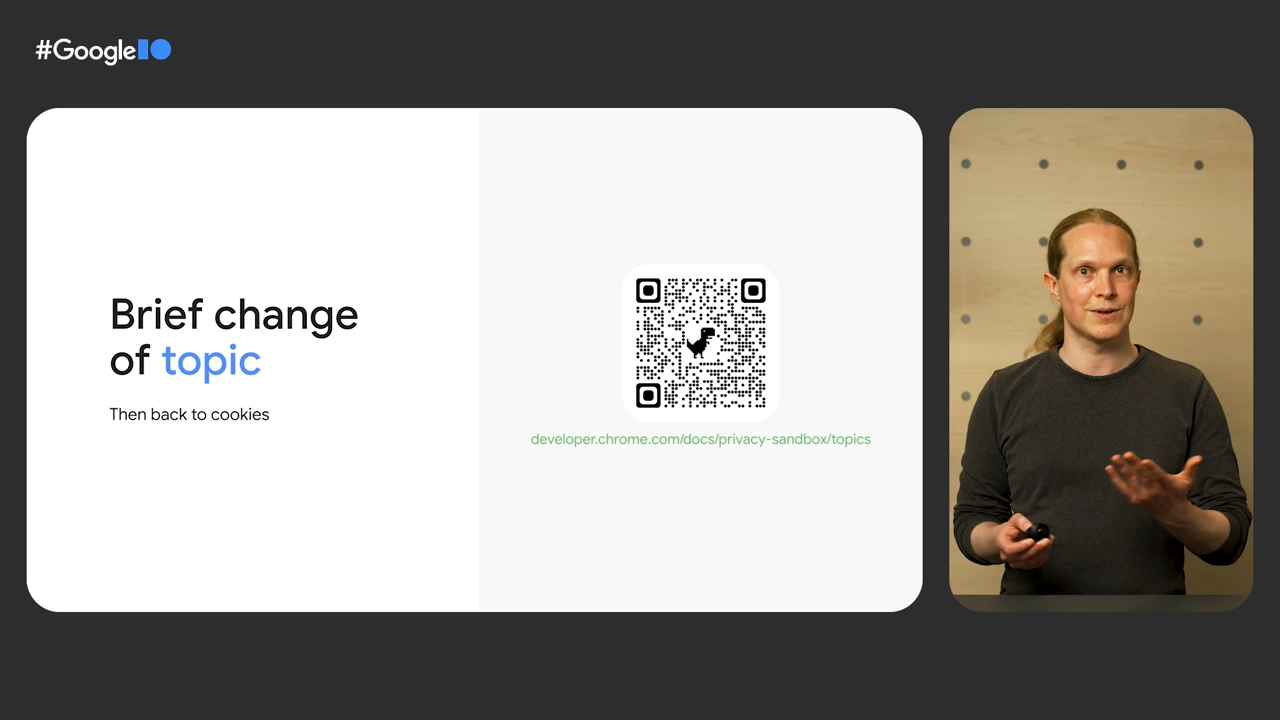 #GoogleIO
Brief change
of topic
Then back to cookies
developer.chrome.com/docs/privacy-sandbox/topics